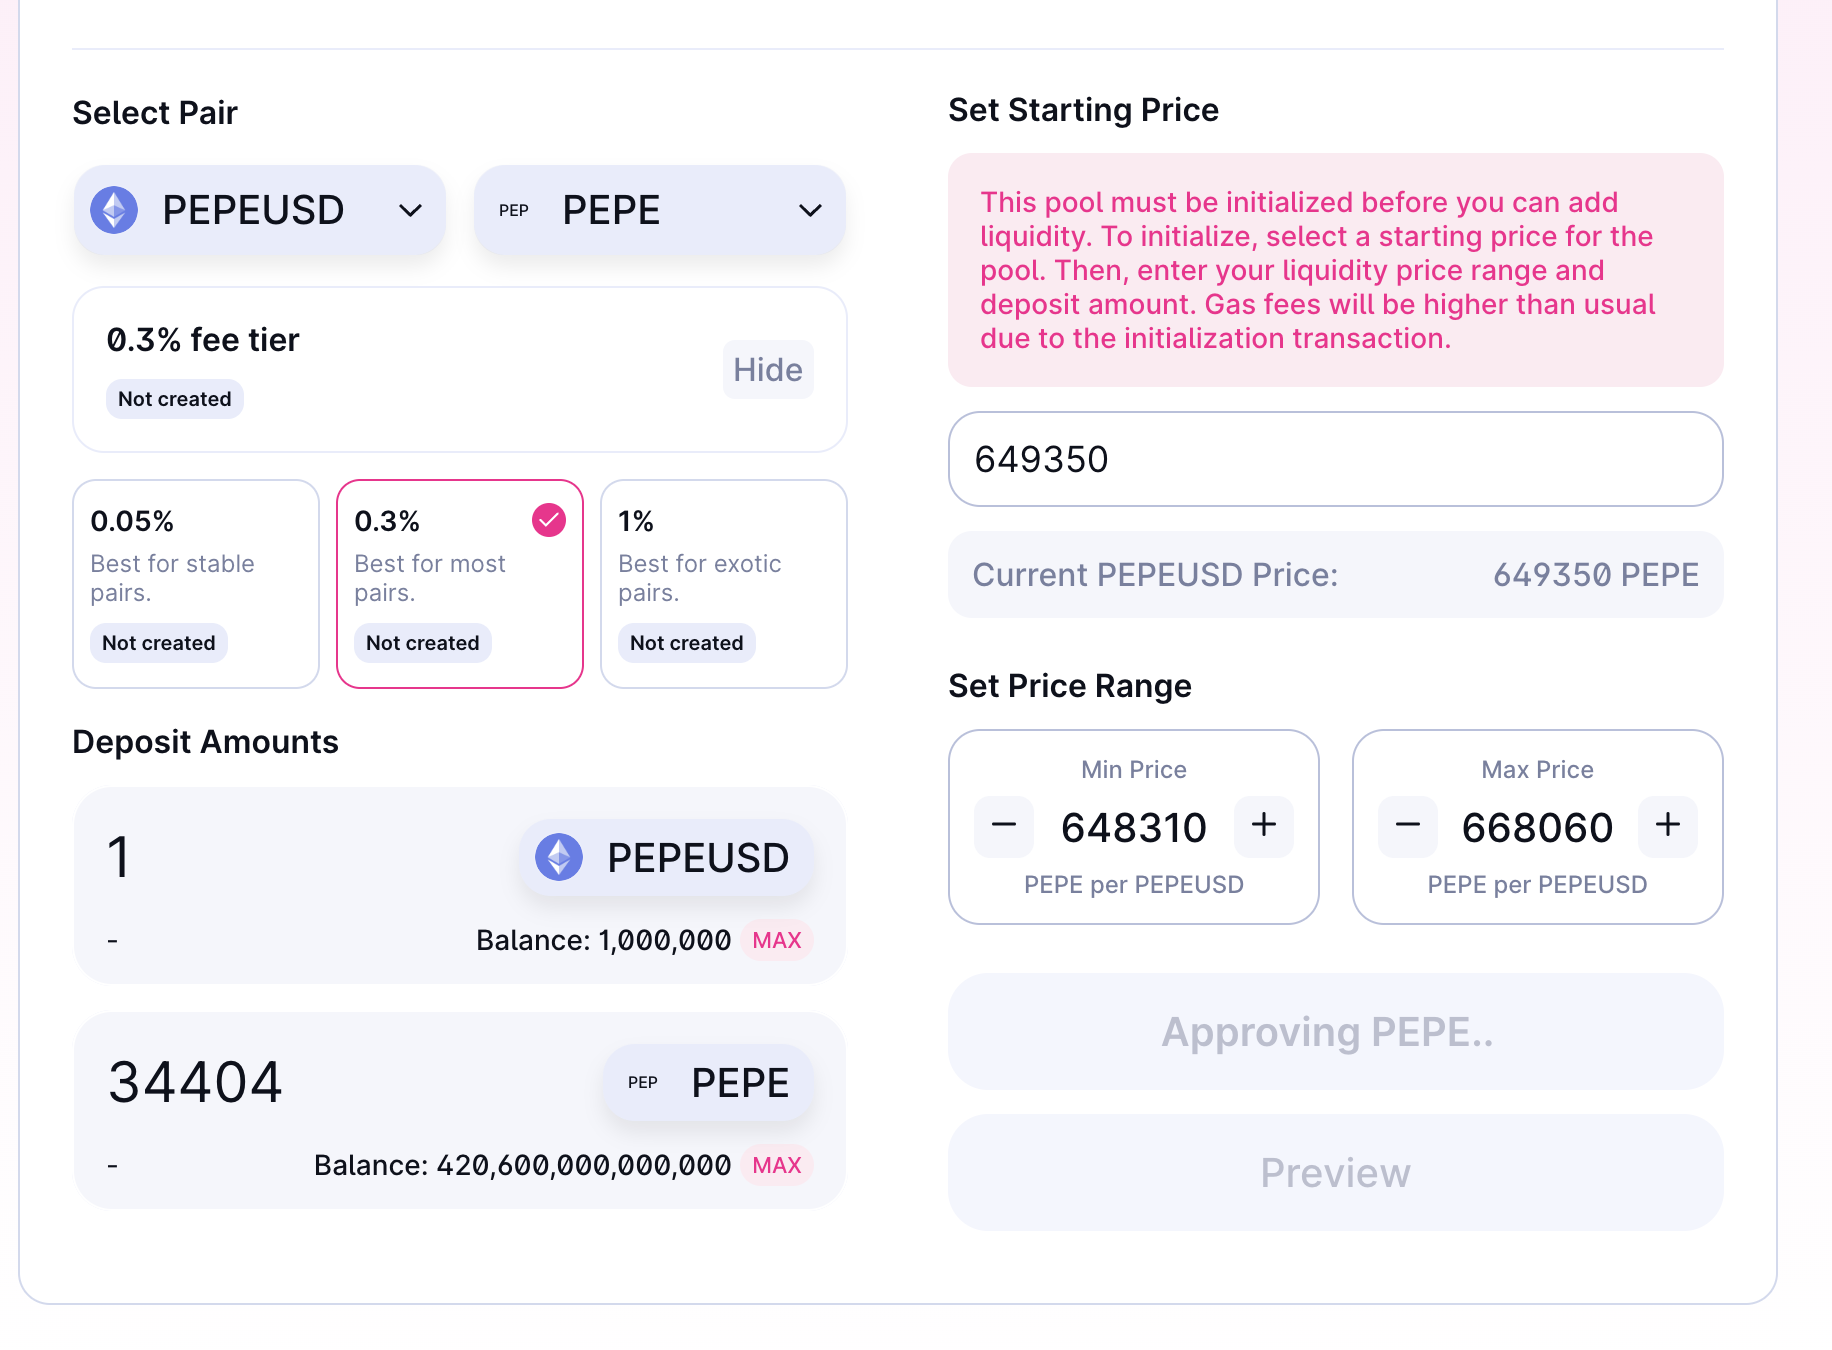 Select Pair
PEPEUSD
PEP PEPE
0.3% fee tier
Not created
Hide
0.05%
Best for stable
pairs.
Not created
0.3%
Best for most
pairs.
Not created
1%
Best for exotic
pairs.
Not created
Deposit Amounts
1
PEPEUSD
-
Balance: 1,000,000 MAX
34404
PEP PEPE
-
Balance: 420,600,000,000,000 MAX
Set Starting Price
This pool must be initialized before you can add
liquidity. To initialize, select a starting price for the
pool. Then, enter your liquidity price range and
deposit amount. Gas fees will be higher than usual
due to the initialization transaction.
649350
Current PEPEUSD Price: 649350 PEPE
Set Price Range
Min Price
− 648310 +
PEPE per PEPEUSD
Max Price
− 668060 +
PEPE per PEPEUSD
Approving PEPE..
Preview